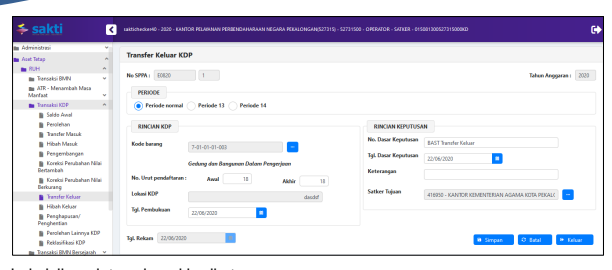 sakti
saktichecker40 - 2020 - KANTOR PELAYANAN PERBENDAHARAAN NEGARA PEKALONGAN(527315) - 52731500 - OPERATOR - SATKER - 015080130052731500KD
Administrasi
Aset Tetap
RUH
Transaksi BMN
ATR - Menambah Masa Manfaat
Transaksi KDP
Saldo Awal
Perolehan
Transfer Masuk
Hibah Masuk
Pengembangan
Koreksi Perubahan Nilai Bertambah
Koreksi Perubahan Nilai Berkurang
Transfer Keluar
Hibah Keluar
Penghapusan/ Penghentian
Perolehan Lainnya KDP
Reklasifikasi KDP
Transaksi BMN Bersejarah
Transfer Keluar KDP
No SPPA : E0820 1
Tahun Anggaran : 2020
PERIODE
Periode normal Periode 13 Periode 14
RINCIAN KDP
Kode barang 7-01-01-01-003
Gedung dan Bangunan Dalam Pengerjaan
No. Urut pendaftaran : Awal 18 Akhir 18
Lokasi KDP dasdsf
Tgl. Pembukuan 22/06/2020
RINCIAN KEPUTUSAN
No. Dasar Keputusan BAST Transfer Keluar
Tgl. Dasar Keputusan 22/06/2020
Keterangan
Satker Tujuan 416950 - KANTOR KEMENTERIAN AGAMA KOTA PEKAL
Tgl. Rekam 22/06/2020
Simpan Batal Keluar